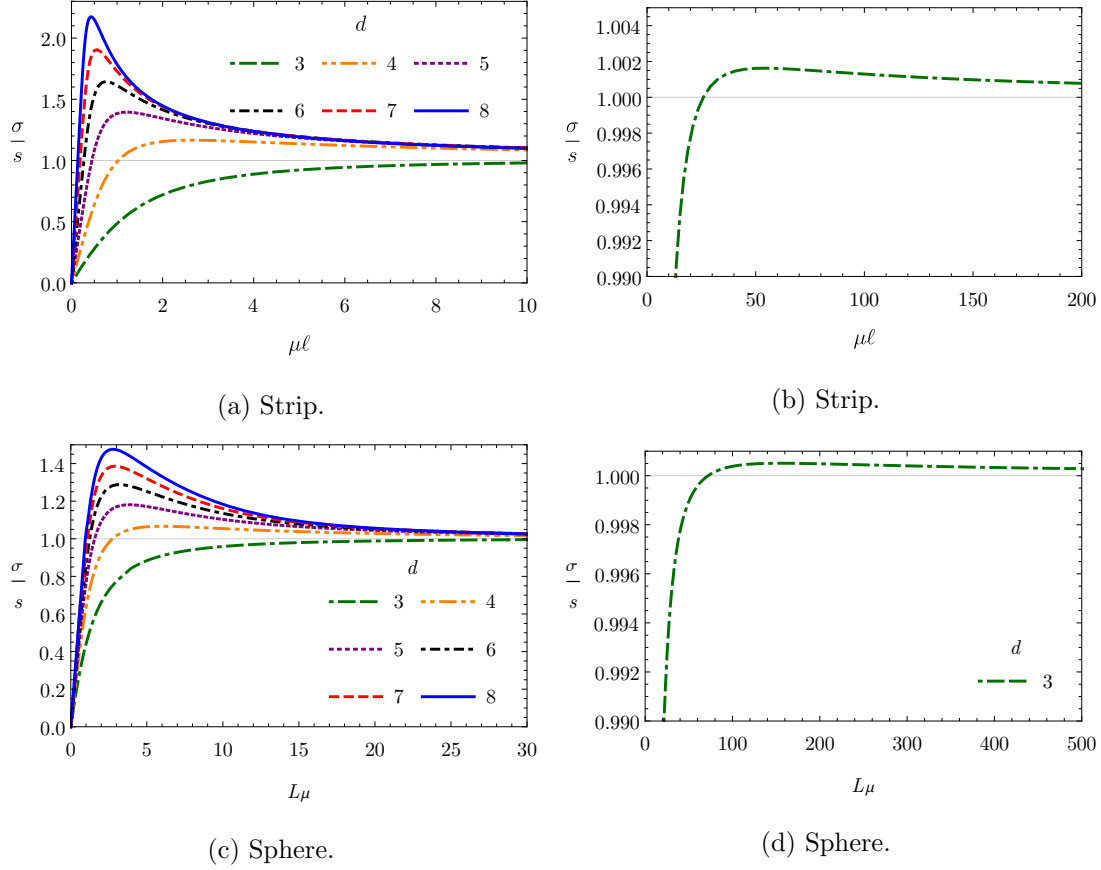 2.0
1.5
1.0
0.5
0.0
σ
s
d
3 4 5
6 7 8
0 2 4 6 8 10
μℓ
(a) Strip.
1.004
1.002
1.000
0.998
0.996
0.994
0.992
0.990
σ
s
0 50 100 150 200
μℓ
(b) Strip.
1.4
1.2
1.0
0.8
0.6
0.4
0.2
0.0
σ
s
d
3 4
5 6
7 8
0 5 10 15 20 25 30
Lμ
(c) Sphere.
1.000
0.998
0.996
0.994
0.992
0.990
σ
s
d
3
0 100 200 300 400 500
Lμ
(d) Sphere.